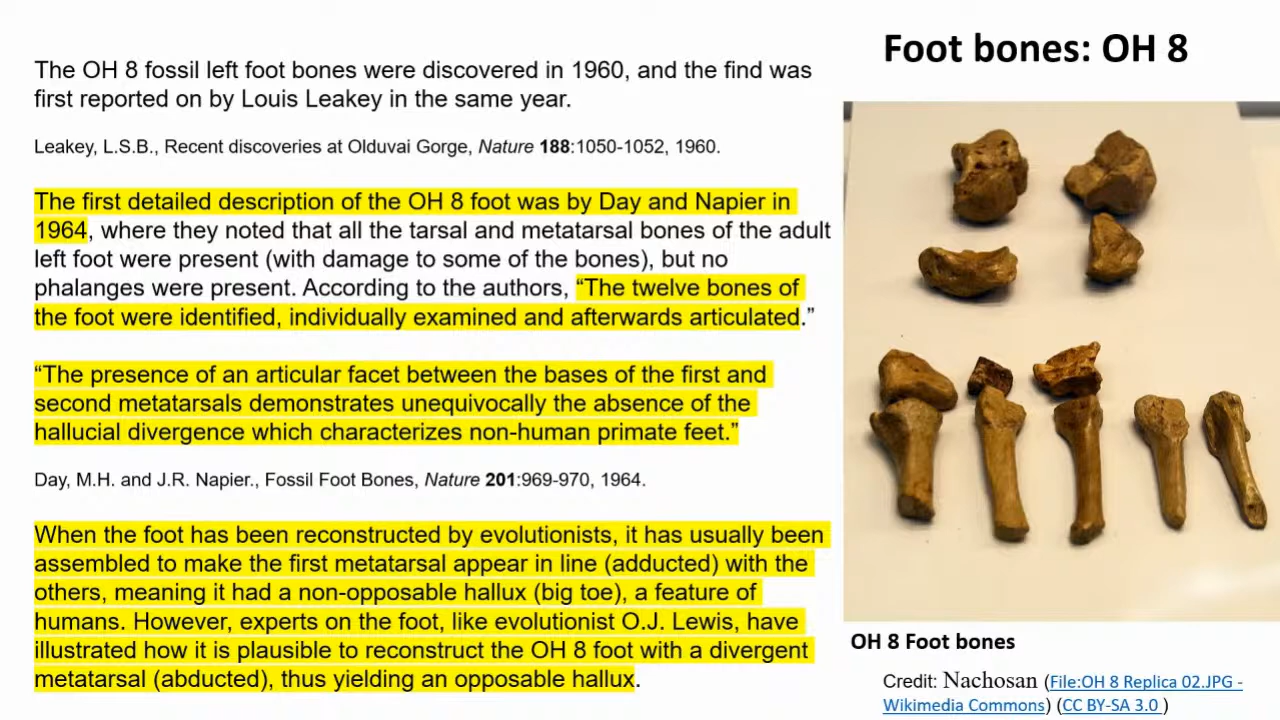 Foot bones: OH 8
The OH 8 fossil left foot bones were discovered in 1960, and the find was
first reported on by Louis Leakey in the same year.
Leakey, L.S.B., Recent discoveries at Olduvai Gorge, Nature 188:1050-1052, 1960.
The first detailed description of the OH 8 foot was by Day and Napier in
1964, where they noted that all the tarsal and metatarsal bones of the adult
left foot were present (with damage to some of the bones), but no
phalanges were present. According to the authors, “The twelve bones of
the foot were identified, individually examined and afterwards articulated.”
“The presence of an articular facet between the bases of the first and
second metatarsals demonstrates unequivocally the absence of the
hallucial divergence which characterizes non-human primate feet.”
Day, M.H. and J.R. Napier., Fossil Foot Bones, Nature 201:969-970, 1964.
When the foot has been reconstructed by evolutionists, it has usually been
assembled to make the first metatarsal appear in line (adducted) with the
others, meaning it had a non-opposable hallux (big toe), a feature of
humans. However, experts on the foot, like evolutionist O.J. Lewis, have
illustrated how it is plausible to reconstruct the OH 8 foot with a divergent
metatarsal (abducted), thus yielding an opposable hallux.
OH 8 Foot bones
Credit: Nachosan (File:OH 8 Replica 02.JPG -
Wikimedia Commons) (CC BY-SA 3.0 )